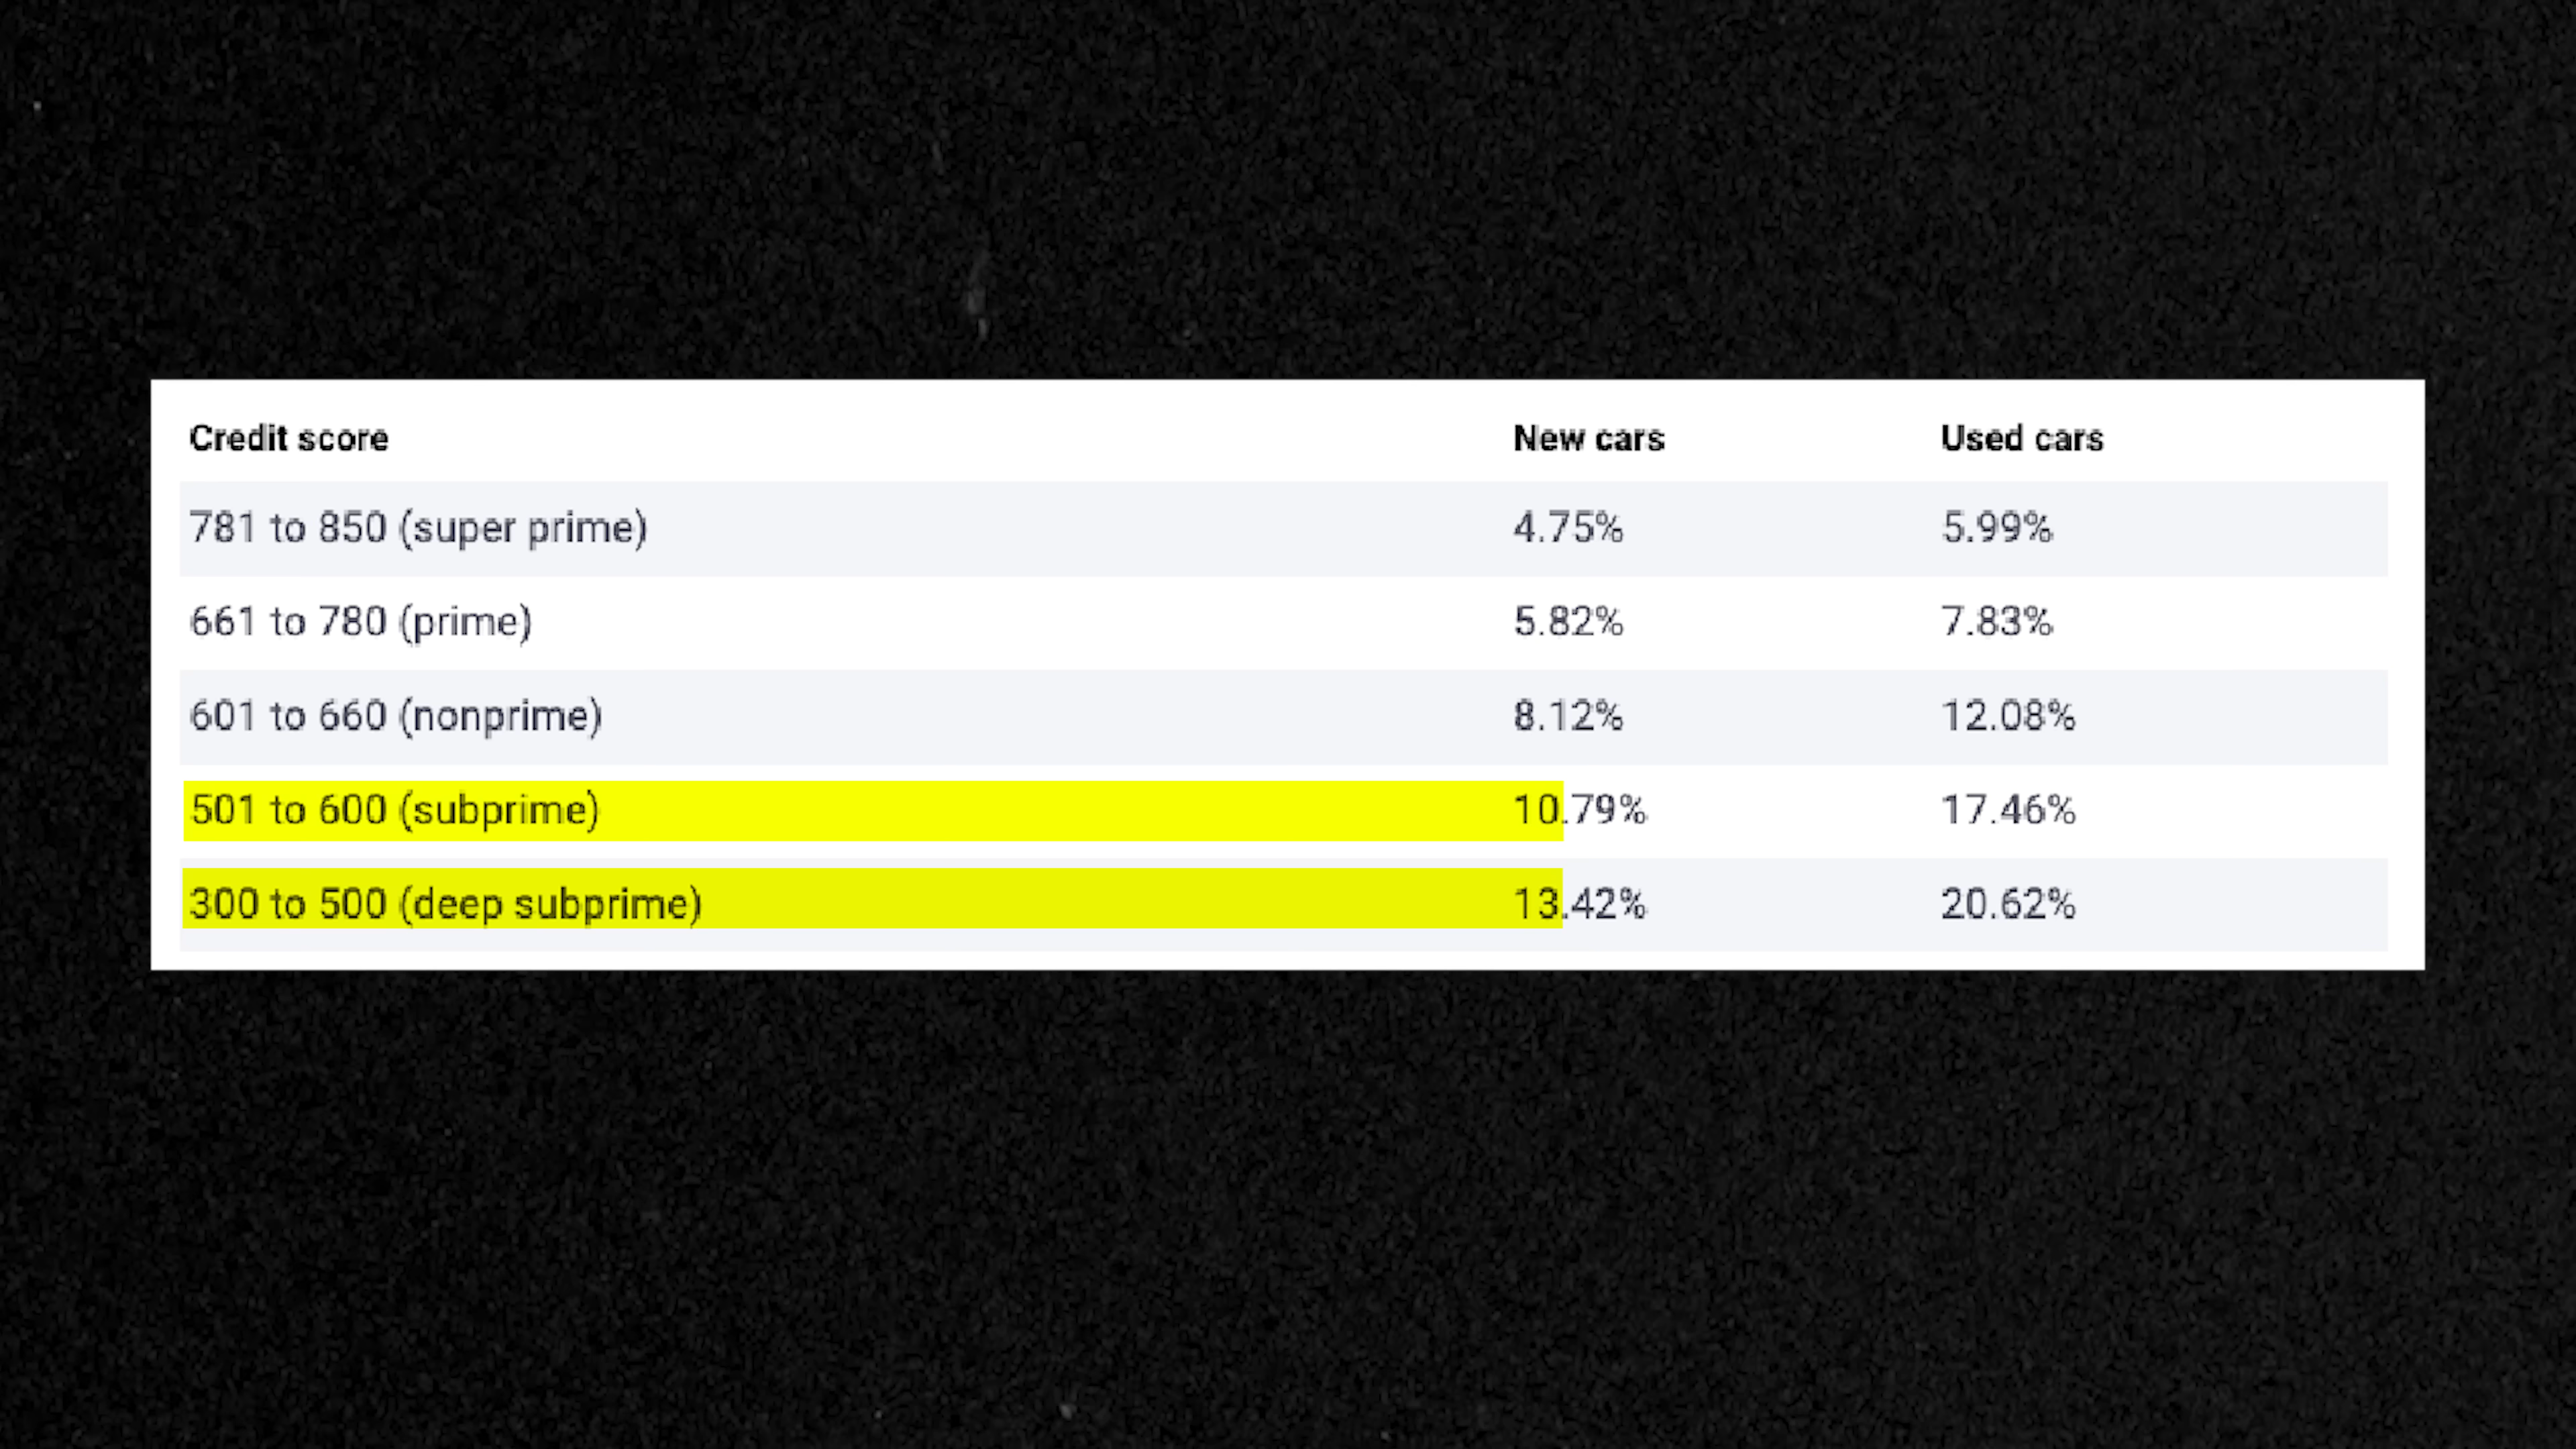 Credit score New cars Used cars
781 to 850 (super prime) 4.75% 5.99%
661 to 780 (prime) 5.82% 7.83%
601 to 660 (nonprime) 8.12% 12.08%
501 to 600 (subprime) 10.79% 17.46%
300 to 500 (deep subprime) 13.42% 20.62%